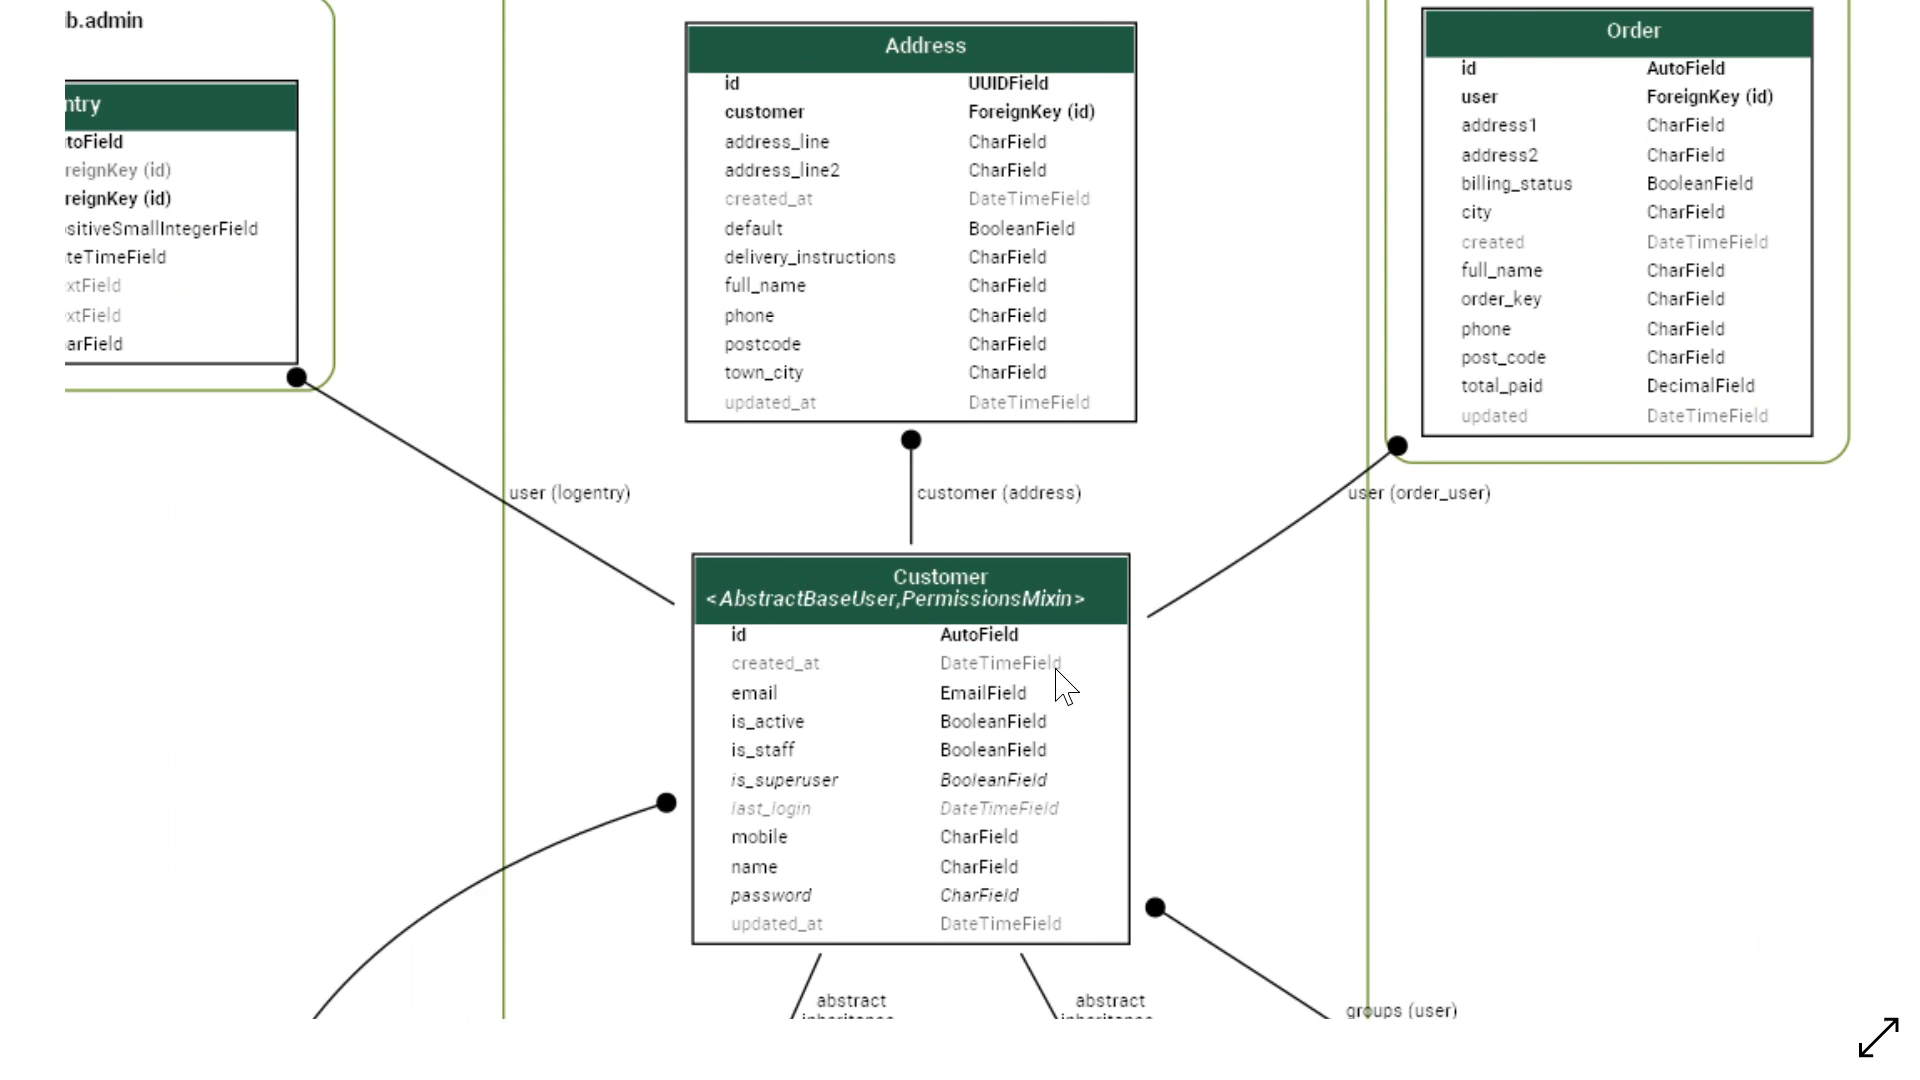 lb.admin
ntry
toField
reignKey (id)
reignKey (id)
sitiveSmallIntegerField
teTimeField
xtField
xtField
arField
Address
id UUIDField
customer ForeignKey (id)
address_line CharField
address_line2 CharField
created_at DateTimeField
default BooleanField
delivery_instructions CharField
full_name CharField
phone CharField
postcode CharField
town_city CharField
updated_at DateTimeField
Order
id AutoField
user ForeignKey (id)
address1 CharField
address2 CharField
billing_status BooleanField
city CharField
created DateTimeField
full_name CharField
order_key CharField
phone CharField
post_code CharField
total_paid DecimalField
updated DateTimeField
user (logentry)
customer (address)
user (order_user)
Customer
<AbstractBaseUser,PermissionsMixin>
id AutoField
created_at DateTimeField
email EmailField
is_active BooleanField
is_staff BooleanField
is_superuser BooleanField
last_login DateTimeField
mobile CharField
name CharField
password CharField
updated_at DateTimeField
abstract
inheritance
abstract
inheritance
groups (user)